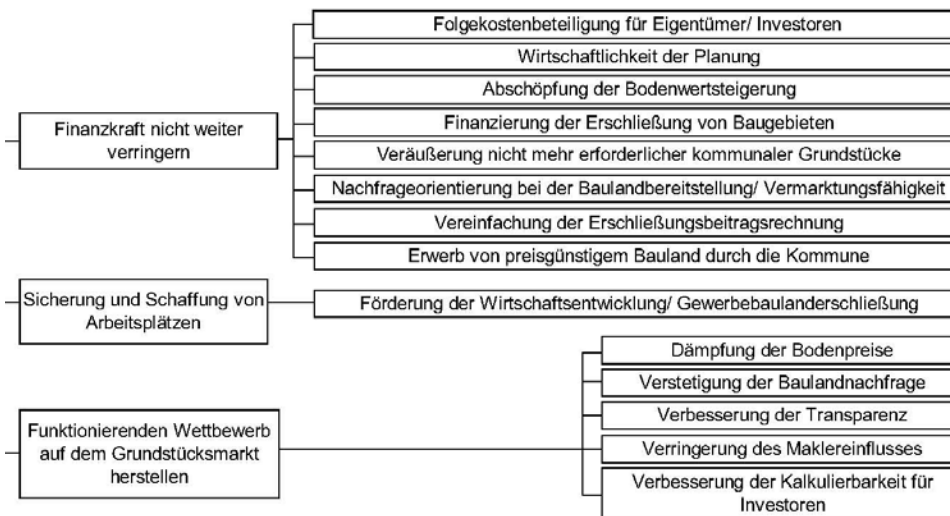 Finanzkraft nicht weiter
verringern
Folgekostenbeteiligung für Eigentümer/ Investoren
Wirtschaftlichkeit der Planung
Abschöpfung der Bodenwertsteigerung
Finanzierung der Erschließung von Baugebieten
Veräußerung nicht mehr erforderlicher kommunaler Grundstücke
Nachfrageorientierung bei der Baulandbereitstellung/ Vermarktungsfähigkeit
Vereinfachung der Erschließungsbeitragsrechnung
Erwerb von preisgünstigem Bauland durch die Kommune
Sicherung und Schaffung von
Arbeitsplätzen
Förderung der Wirtschaftsentwicklung/ Gewerbebaulanderschließung
Funktionierenden Wettbewerb
auf dem Grundstücksmarkt
herstellen
Dämpfung der Bodenpreise
Verstetigung der Baulandnachfrage
Verbesserung der Transparenz
Verringerung des Maklereinflusses
Verbesserung der Kalkulierbarkeit für
Investoren